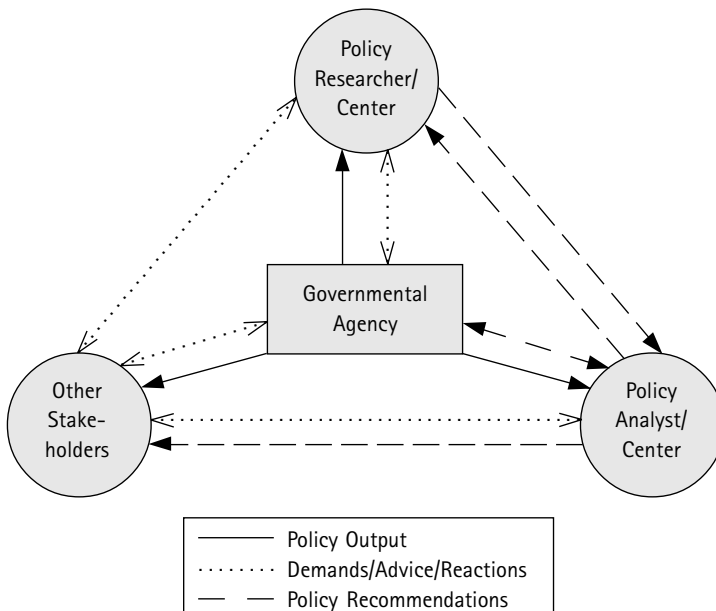 Policy
Researcher/
Center
Governmental
Agency
Other
Stake-
holders
Policy
Analyst/
Center
Policy Output
Demands/Advice/Reactions
Policy Recommendations